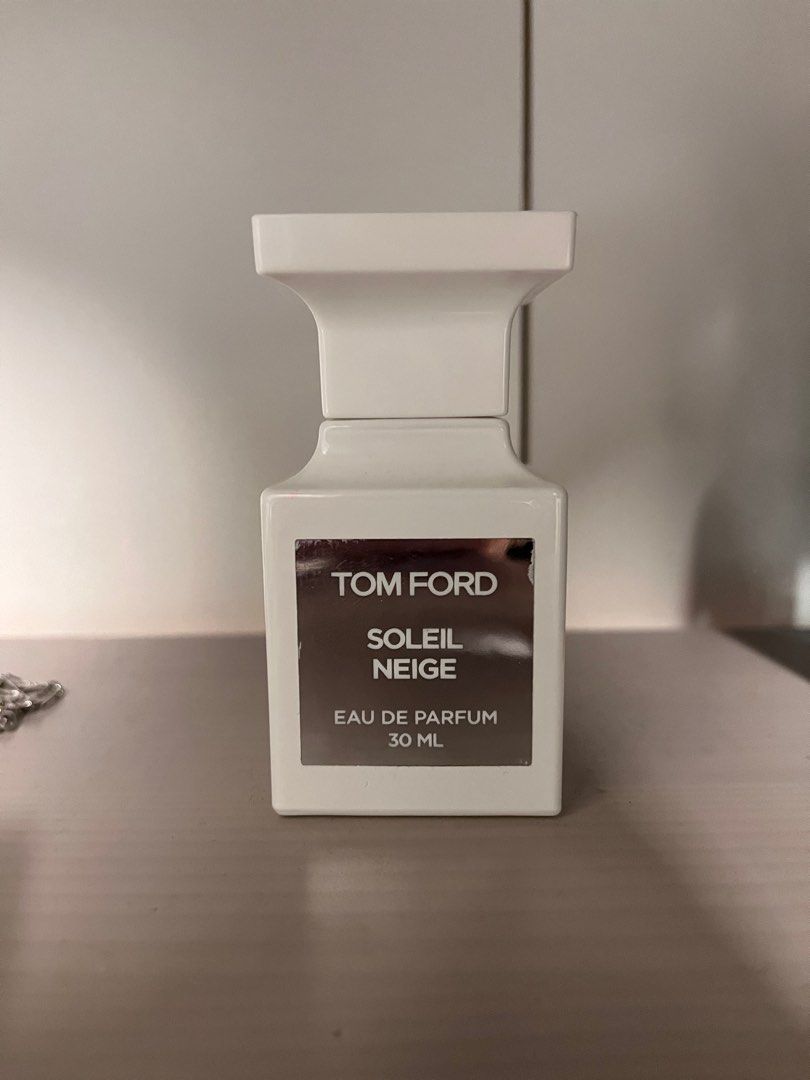 TOM FORD
SOLEIL
NEIGE
EAU DE PARFUM
30 ML